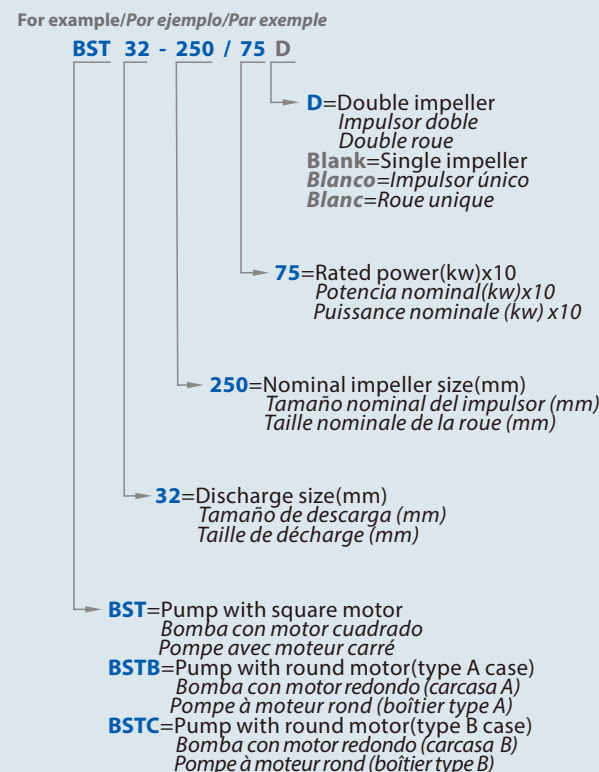 For example/Por ejemplo/Par exemple
BST 32 - 250 / 75 D
D=Double impeller
Impulsor doble
Double roue
Blank=Single impeller
Blanco=Impulsor único
Blanc=Roue unique
75=Rated power(kw)x10
Potencia nominal(kw)x10
Puissance nominale (kw) x10
250=Nominal impeller size(mm)
Tamaño nominal del impulsor (mm)
Taille nominale de la roue (mm)
32=Discharge size(mm)
Tamaño de descarga (mm)
Taille de décharge (mm)
BST=Pump with square motor
Bomba con motor cuadrado
Pompe avec moteur carré
BSTB=Pump with round motor(type A case)
Bomba con motor redondo (carcasa A)
Pompe à moteur rond (boîtier type A)
BSTC=Pump with round motor(type B case)
Bomba con motor redondo (carcasa B)
Pompe à moteur rond (boîtier type B)